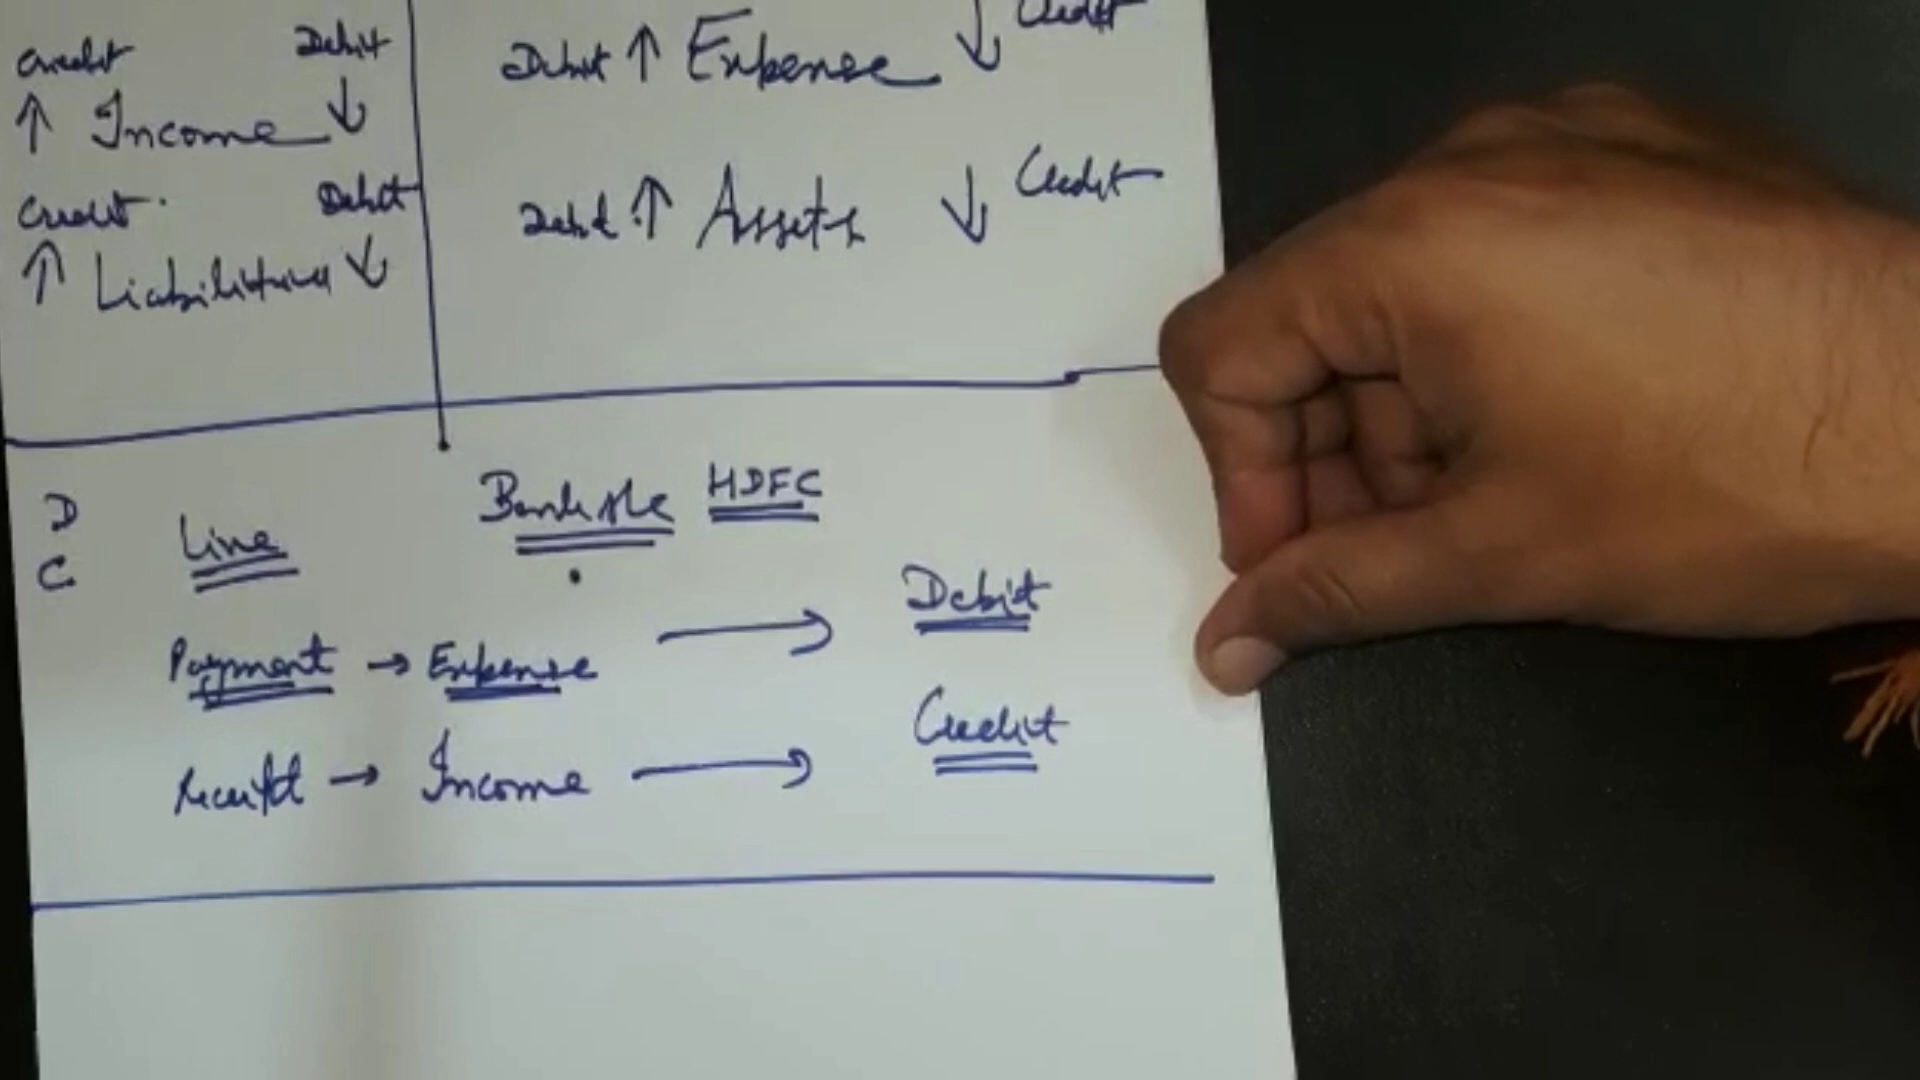 Credit Debit
↑ Income ↓
Credit Debit
↑ Liabilities ↓
Debit ↑ Expense ↓ Credit
Debit ↑ Assets ↓ Credit
D
C
Line
HDFC
Payment → Expense → Debit
Receipt → Income → Credit